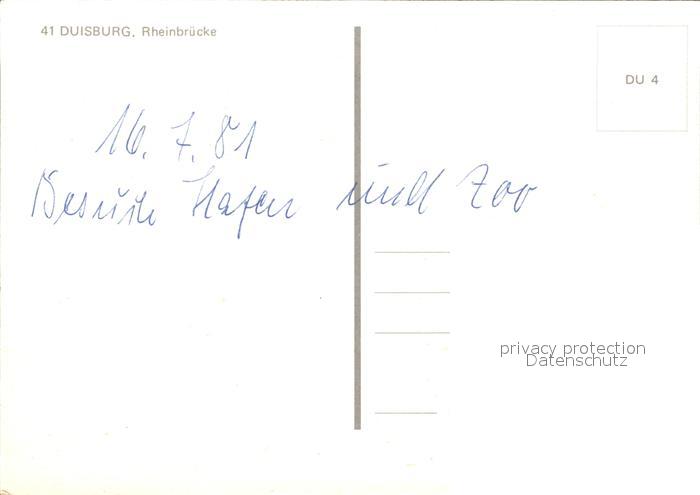 41 DUISBURG, Rheinbrücke
DU 4
16. 7. 81
Besuch Hafen und Zoo
privacy protection
Datenschutz